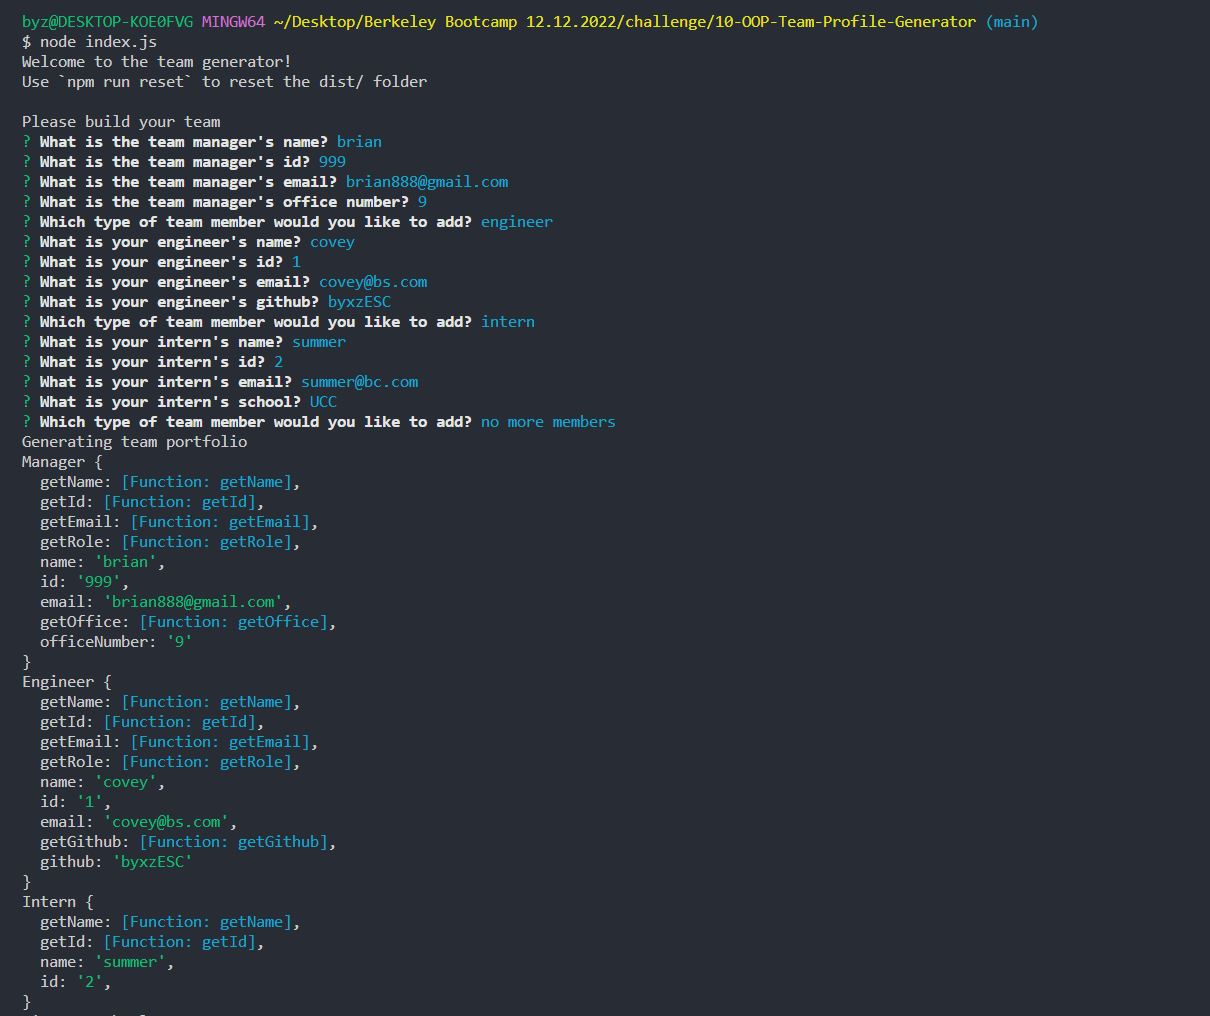 byz@DESKTOP-KOE0FVG MINGW64 ~/Desktop/Berkeley Bootcamp 12.12.2022/challenge/10-OOP-Team-Profile-Generator (main)
$ node index.js
Welcome to the team generator!
Use `npm run reset` to reset the dist/ folder

Please build your team
? What is the team manager's name? brian
? What is the team manager's id? 999
? What is the team manager's email? brian888@gmail.com
? What is the team manager's office number? 9
? Which type of team member would you like to add? engineer
? What is your engineer's name? covey
? What is your engineer's id? 1
? What is your engineer's email? covey@bs.com
? What is your engineer's github? byxzESC
? Which type of team member would you like to add? intern
? What is your intern's name? summer
? What is your intern's id? 2
? What is your intern's email? summer@bc.com
? What is your intern's school? UCC
? Which type of team member would you like to add? no more members
Generating team portfolio
Manager {
  getName: [Function: getName],
  getId: [Function: getId],
  getEmail: [Function: getEmail],
  getRole: [Function: getRole],
  name: 'brian',
  id: '999',
  email: 'brian888@gmail.com',
  getOffice: [Function: getOffice],
  officeNumber: '9'
}
Engineer {
  getName: [Function: getName],
  getId: [Function: getId],
  getEmail: [Function: getEmail],
  getRole: [Function: getRole],
  name: 'covey',
  id: '1',
  email: 'covey@bs.com',
  getGithub: [Function: getGithub],
  github: 'byxzESC'
}
Intern {
  getName: [Function: getName],
  getId: [Function: getId],
  name: 'summer',
  id: '2',
}